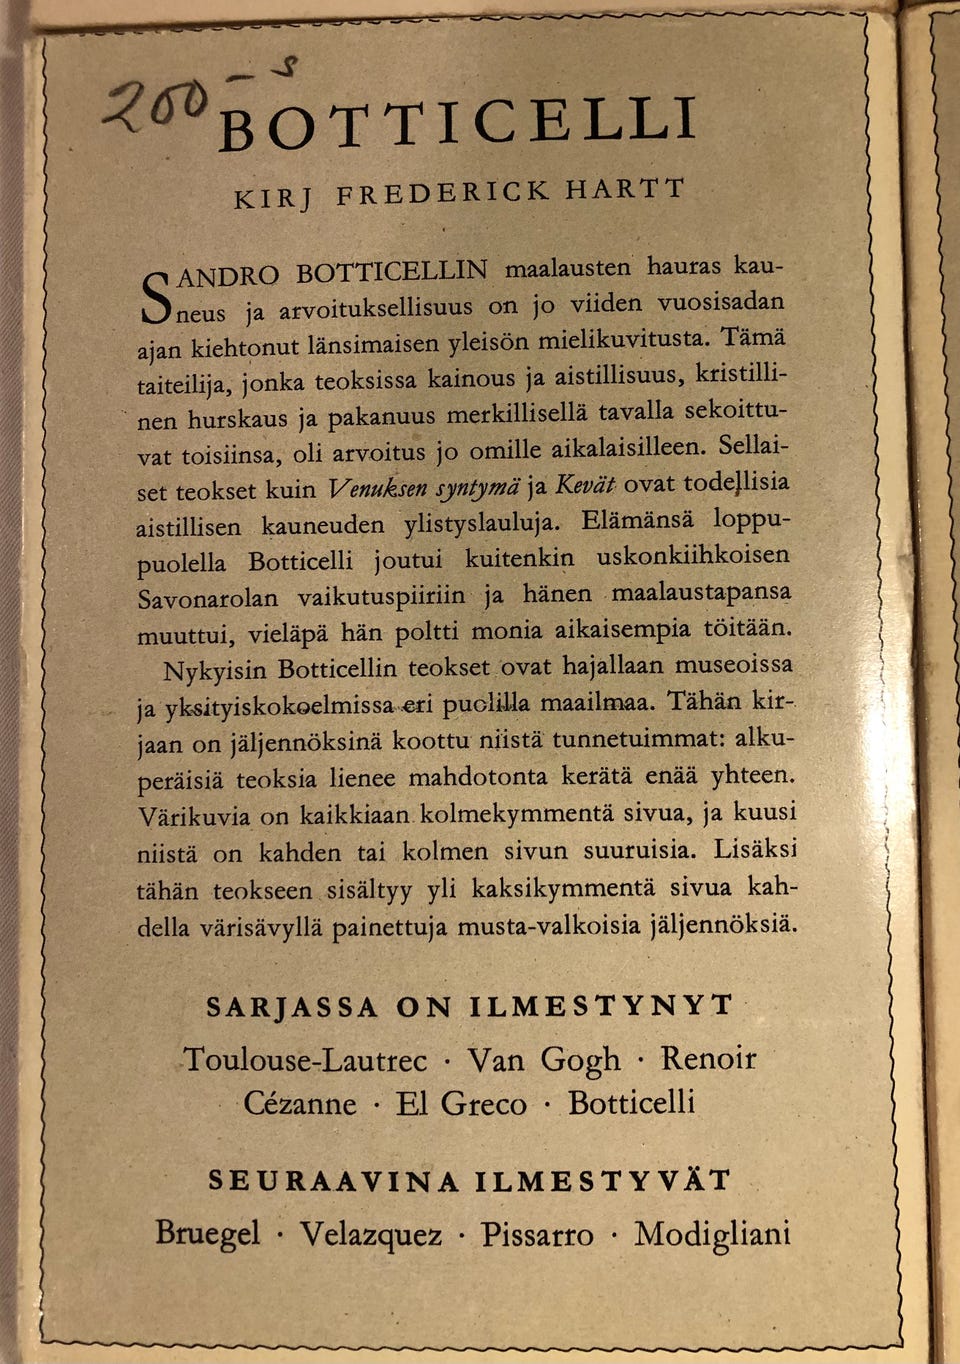 200 - s
BOTTICELLI
KIRJ FREDERICK HARTT
SANDRO BOTTICELLIN maalausten hauras kau-
neus ja arvoituksellisuus on jo viiden vuosisadan
ajan kiehtonut länsimaisen yleisön mielikuvitusta. Tämä
taiteilija, jonka teoksissa kainous ja aistillisuus, kristilli-
nen hurskaus ja pakanuus merkillisellä tavalla sekoittu-
vat toisiinsa, oli arvoitus jo omille aikalaisilleen. Sellai-
set teokset kuin Venuksen syntymä ja Kevät ovat todellisia
aistillisen kauneuden ylistyslauluja. Elämänsä loppu-
puolella Botticelli joutui kuitenkin uskonkiihkoisen
Savonarolan vaikutuspiiriin ja hänen maalaustapansa
muuttui, vieläpä hän poltti monia aikaisempia töitään.
Nykyisin Botticellin teokset ovat hajallaan museoissa
ja yksityiskokoelmissa eri puolilla maailmaa. Tähän kir-
jaan on jäljennöksinä koottu niistä tunnetuimmat: alku-
peräisiä teoksia lienee mahdotonta kerätä enää yhteen.
Värikuvia on kaikkiaan kolmekymmentä sivua, ja kuusi
niistä on kahden tai kolmen sivun suuruisia. Lisäksi
tähän teokseen sisältyy yli kaksikymmentä sivua kah-
della värisävyllä painettuja musta-valkoisia jäljennöksiä.
SARJASSA ON ILMESTYNYT
Toulouse-Lautrec · Van Gogh · Renoir
Cézanne · El Greco · Botticelli
SEURAAVINA ILMESTYVÄT
Bruegel · Velazquez · Pissarro · Modigliani